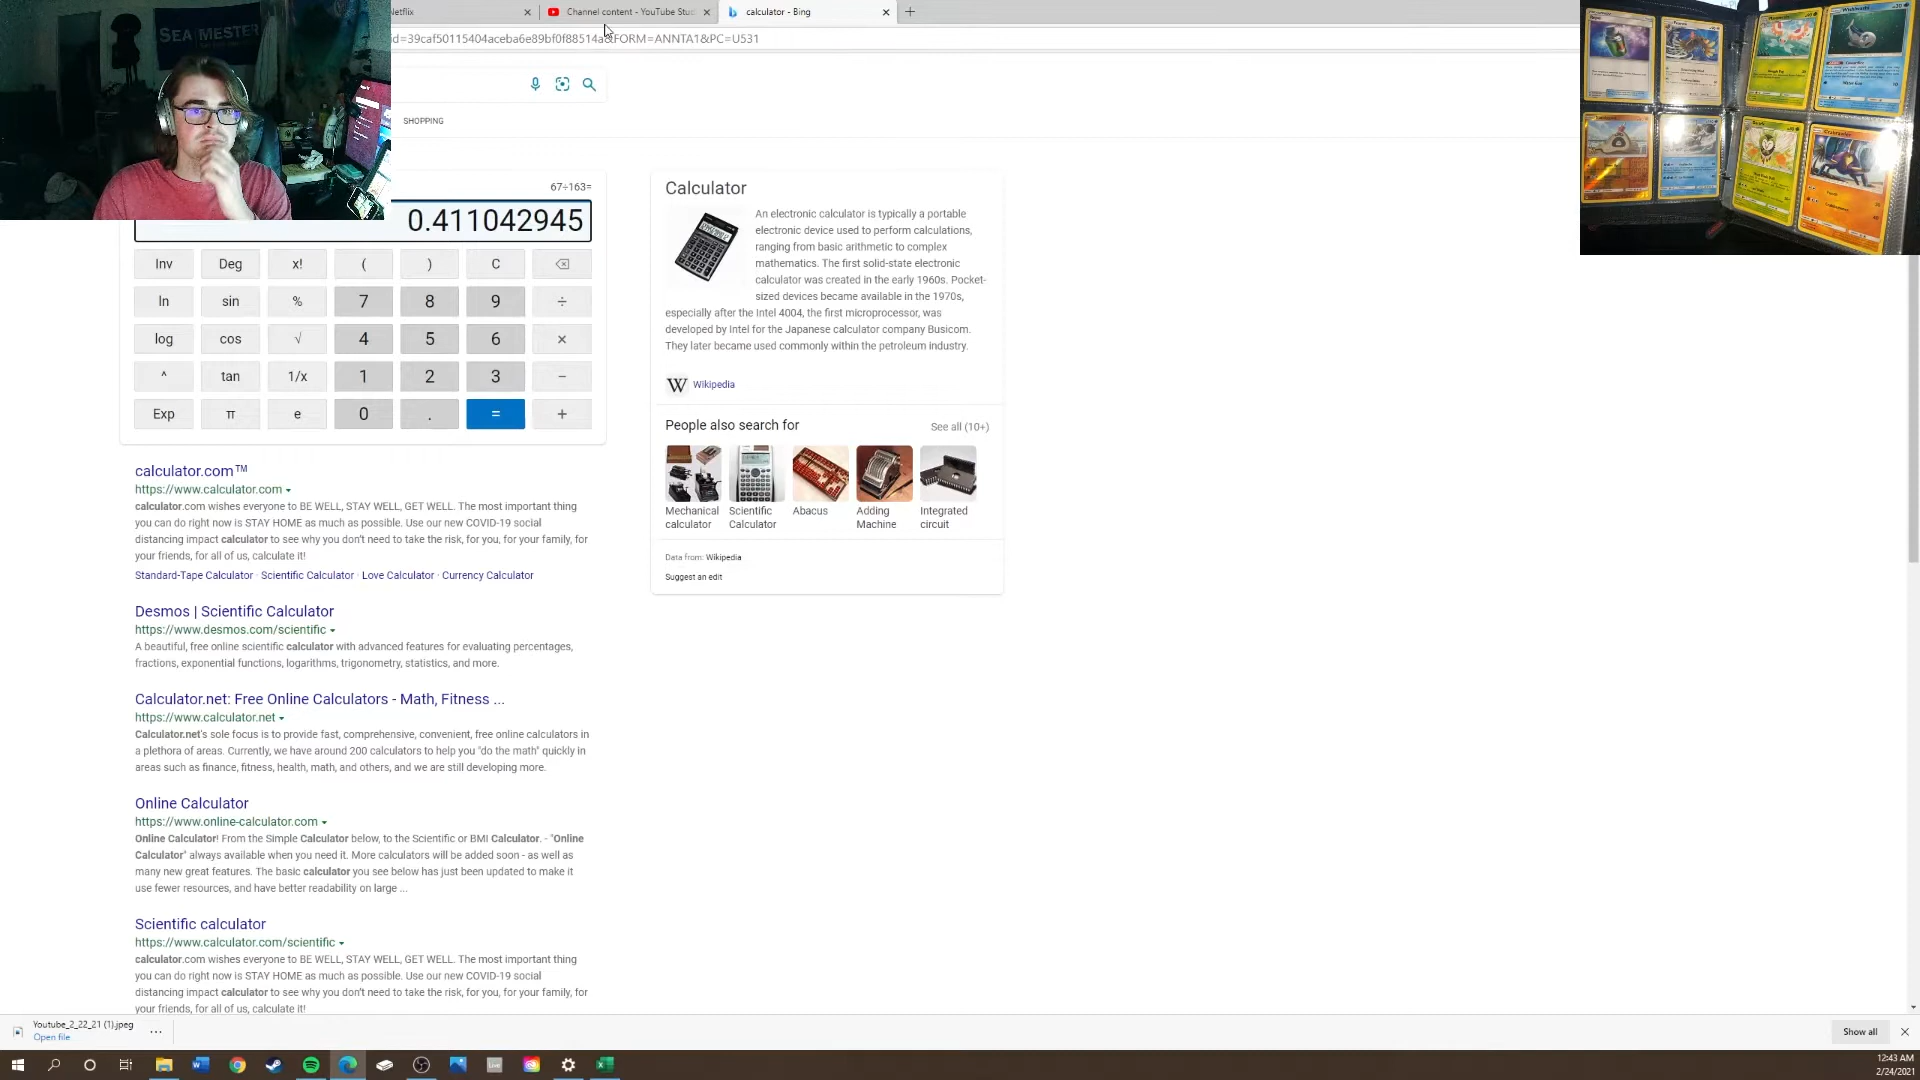 Netflix
Channel content - YouTube Stud
calculator - Bing
d=39caf50115404aceba6e89bf0f88514a&FORM=ANNTA1&PC=U531
SEA MESTER
SHOPPING
67÷163=
0.411042945
Inv Deg x! ( ) C
ln sin % 7 8 9 ÷
log cos √ 4 5 6 ×
^ tan 1/x 1 2 3 −
Exp π e 0 . = +
calculator.com™
https://www.calculator.com
calculator.com wishes everyone to BE WELL, STAY WELL, GET WELL. The most important thing
you can do right now is STAY HOME as much as possible. Use our new COVID-19 social
distancing impact calculator to see why you don't need to take the risk, for you, for your family, for
your friends, for all of us, calculate it!
Standard-Tape Calculator · Scientific Calculator · Love Calculator · Currency Calculator
Desmos | Scientific Calculator
https://www.desmos.com/scientific
A beautiful, free online scientific calculator with advanced features for evaluating percentages,
fractions, exponential functions, logarithms, trigonometry, statistics, and more.
Calculator.net: Free Online Calculators - Math, Fitness ...
https://www.calculator.net
Calculator.net's sole focus is to provide fast, comprehensive, convenient, free online calculators in
a plethora of areas. Currently, we have around 200 calculators to help you "do the math" quickly in
areas such as finance, fitness, health, math, and others, and we are still developing more.
Online Calculator
https://www.online-calculator.com
Online Calculator! From the Simple Calculator below, to the Scientific or BMI Calculator. - "Online
Calculator" always available when you need it. More calculators will be added soon - as well as
many new great features. The basic calculator you see below has just been updated to make it
use fewer resources, and have better readability on large ...
Scientific calculator
https://www.calculator.com/scientific
calculator.com wishes everyone to BE WELL, STAY WELL, GET WELL. The most important thing
you can do right now is STAY HOME as much as possible. Use our new COVID-19 social
distancing impact calculator to see why you don't need to take the risk, for you, for your family, for
your friends, for all of us, calculate it!
Calculator
An electronic calculator is typically a portable
electronic device used to perform calculations,
ranging from basic arithmetic to complex
mathematics. The first solid-state electronic
calculator was created in the early 1960s. Pocket-
sized devices became available in the 1970s,
especially after the Intel 4004, the first microprocessor, was
developed by Intel for the Japanese calculator company Busicom.
They later became used commonly within the petroleum industry.
W Wikipedia
People also search for
See all (10+)
Mechanical calculator
Scientific Calculator
Abacus
Adding Machine
Integrated circuit
Data from: Wikipedia
Suggest an edit
Youtube_2_22_21 (1).jpeg
Open file
Show all
12:43 AM
2/24/2021